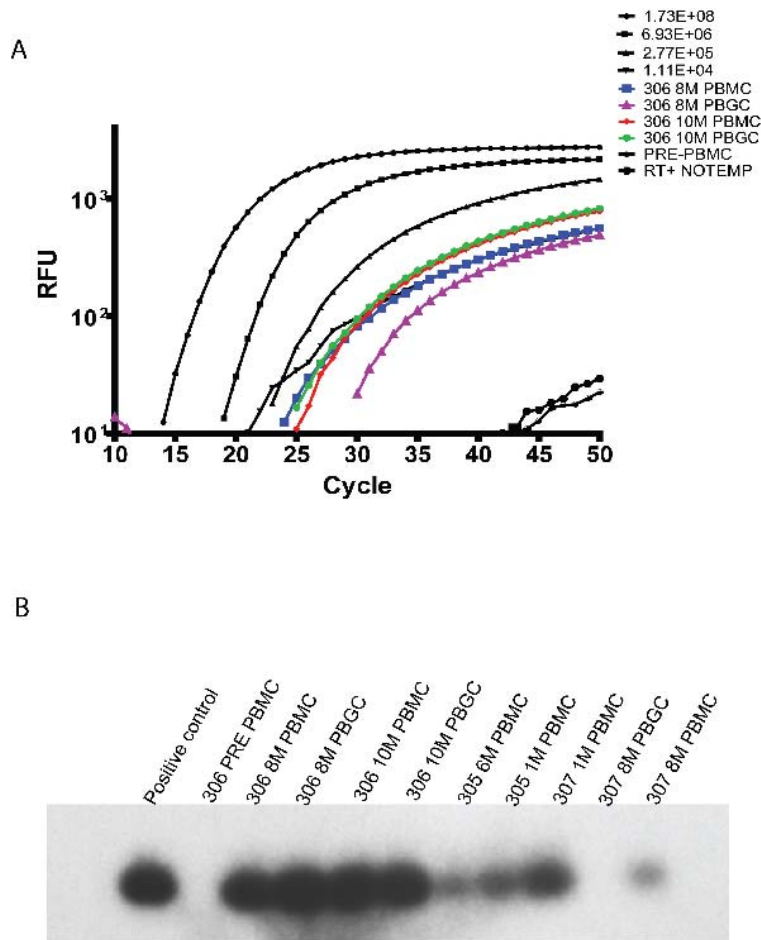 A
1.73E+08
6.93E+06
2.77E+05
1.11E+04
306 8M PBMC
306 8M PBGC
306 10M PBMC
306 10M PBGC
PRE-PBMC
RT+ NOTEMP
10³
10²
10¹
RFU
10 15 20 25 30 35 40 45 50
Cycle
B
Positive control
306 PRE PBMC
306 8M PBMC
306 8M PBGC
306 10M PBMC
306 10M PBGC
305 6M PBMC
305 1M PBMC
307 1M PBMC
307 8M PBGC
307 8M PBMC